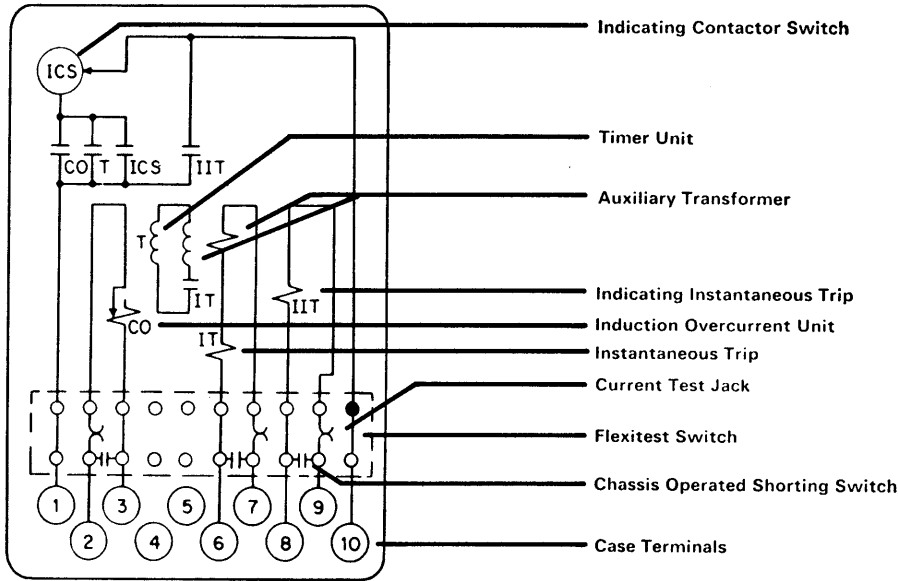 Indicating Contactor Switch
ICS
Timer Unit
CO T ICS IIT
Auxiliary Transformer
T
IT
IIT
Indicating Instantaneous Trip
CO
Induction Overcurrent Unit
IT
Instantaneous Trip
Current Test Jack
Flexitest Switch
Chassis Operated Shorting Switch
1 3 5 7 9
2 4 6 8 10
Case Terminals